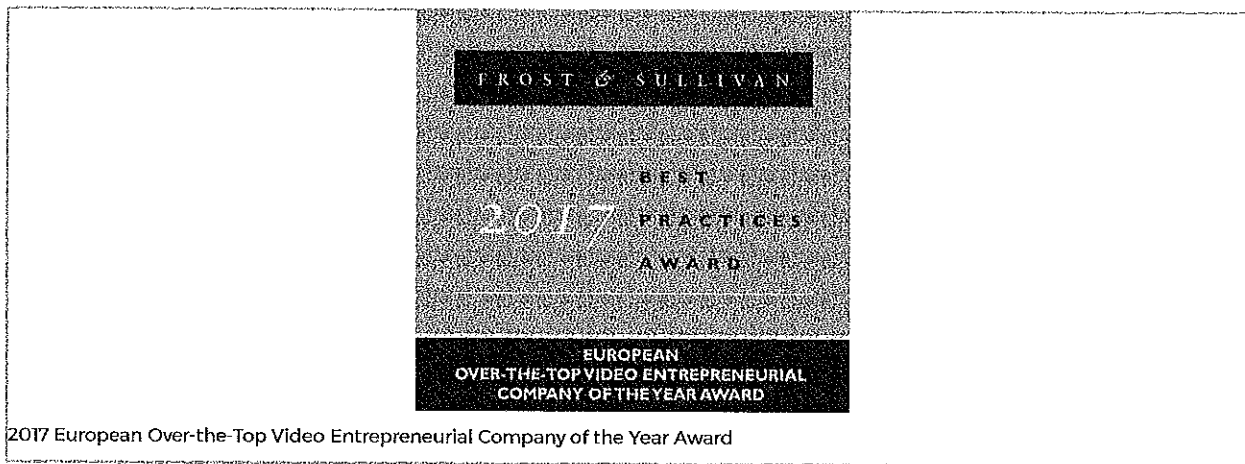 FROST & SULLIVAN
BEST
2017 PRACTICES
AWARD
EUROPEAN
OVER-THE-TOP VIDEO ENTREPRENEURIAL
COMPANY OF THE YEAR AWARD
2017 European Over-the-Top Video Entrepreneurial Company of the Year Award